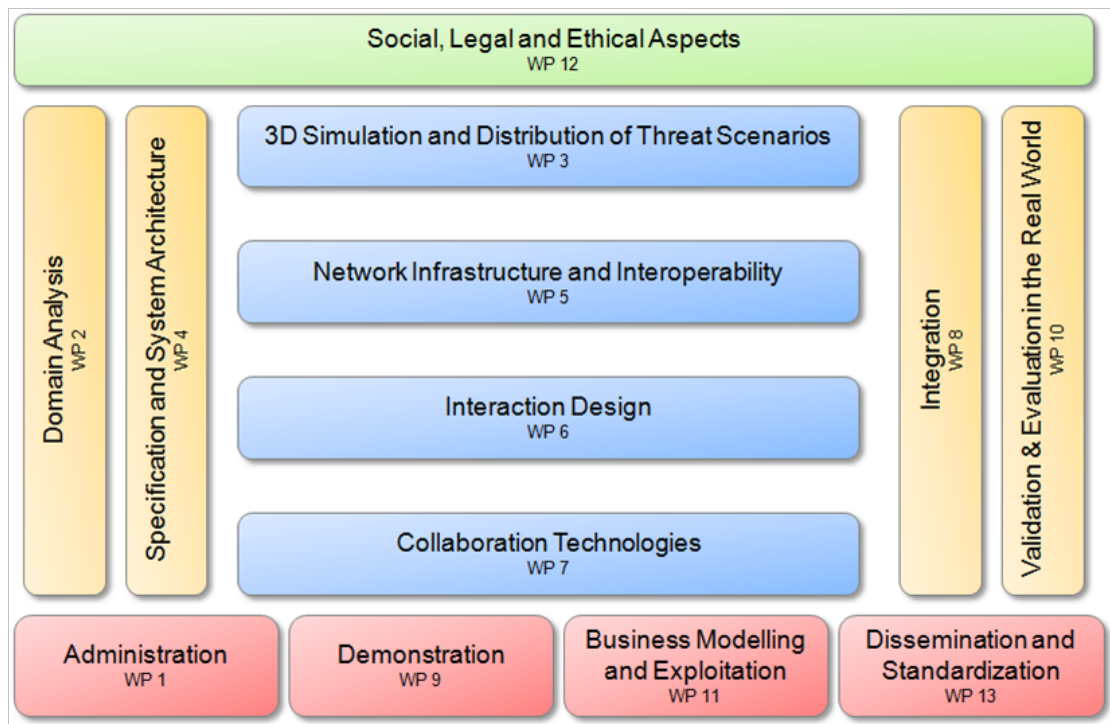 Social, Legal and Ethical Aspects
WP 12
Domain Analysis
WP 2
Specification and System Architecture
WP 4
3D Simulation and Distribution of Threat Scenarios
WP 3
Network Infrastructure and Interoperability
WP 5
Interaction Design
WP 6
Collaboration Technologies
WP 7
Integration
WP 8
Validation & Evaluation in the Real World
WP 10
Administration
WP 1
Demonstration
WP 9
Business Modelling
and Exploitation
WP 11
Dissemination and
Standardization
WP 13